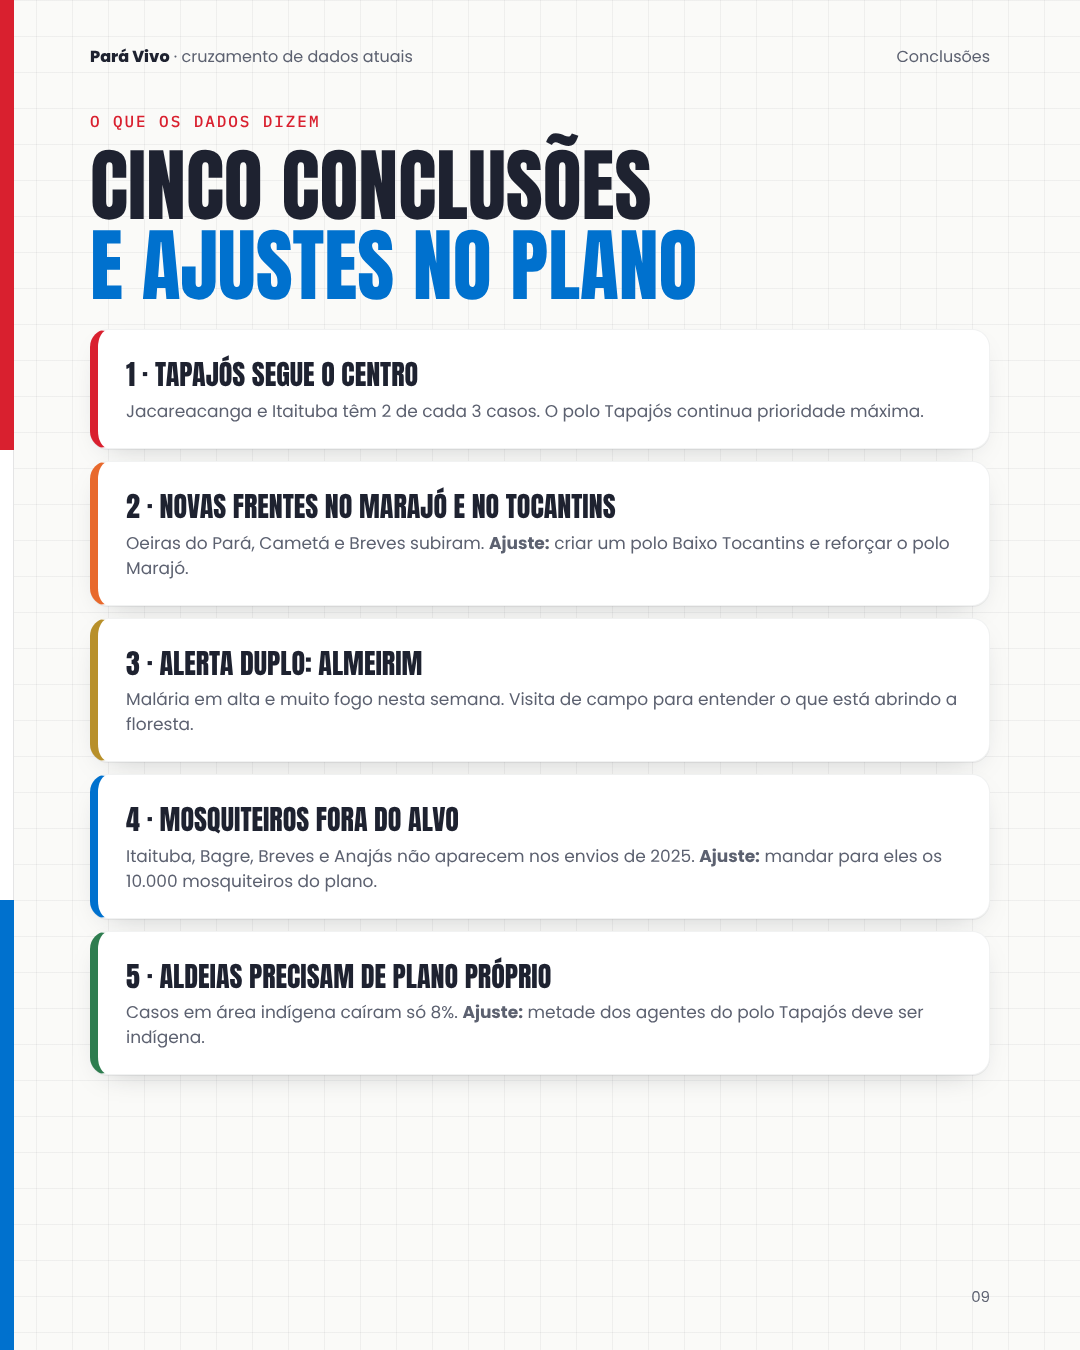 Pará Vivo · cruzamento de dados atuais
Conclusões
O QUE OS DADOS DIZEM
CINCO CONCLUSÕES
E AJUSTES NO PLANO
1 · TAPAJÓS SEGUE O CENTRO
Jacareacanga e Itaituba têm 2 de cada 3 casos. O polo Tapajós continua prioridade máxima.
2 · NOVAS FRENTES NO MARAJÓ E NO TOCANTINS
Oeiras do Pará, Cametá e Breves subiram. Ajuste: criar um polo Baixo Tocantins e reforçar o polo
Marajó.
3 · ALERTA DUPLO: ALMEIRIM
Malária em alta e muito fogo nesta semana. Visita de campo para entender o que está abrindo a
floresta.
4 · MOSQUITEIROS FORA DO ALVO
Itaituba, Bagre, Breves e Anajás não aparecem nos envios de 2025. Ajuste: mandar para eles os
10.000 mosquiteiros do plano.
5 · ALDEIAS PRECISAM DE PLANO PRÓPRIO
Casos em área indígena caíram só 8%. Ajuste: metade dos agentes do polo Tapajós deve ser
indígena.
09